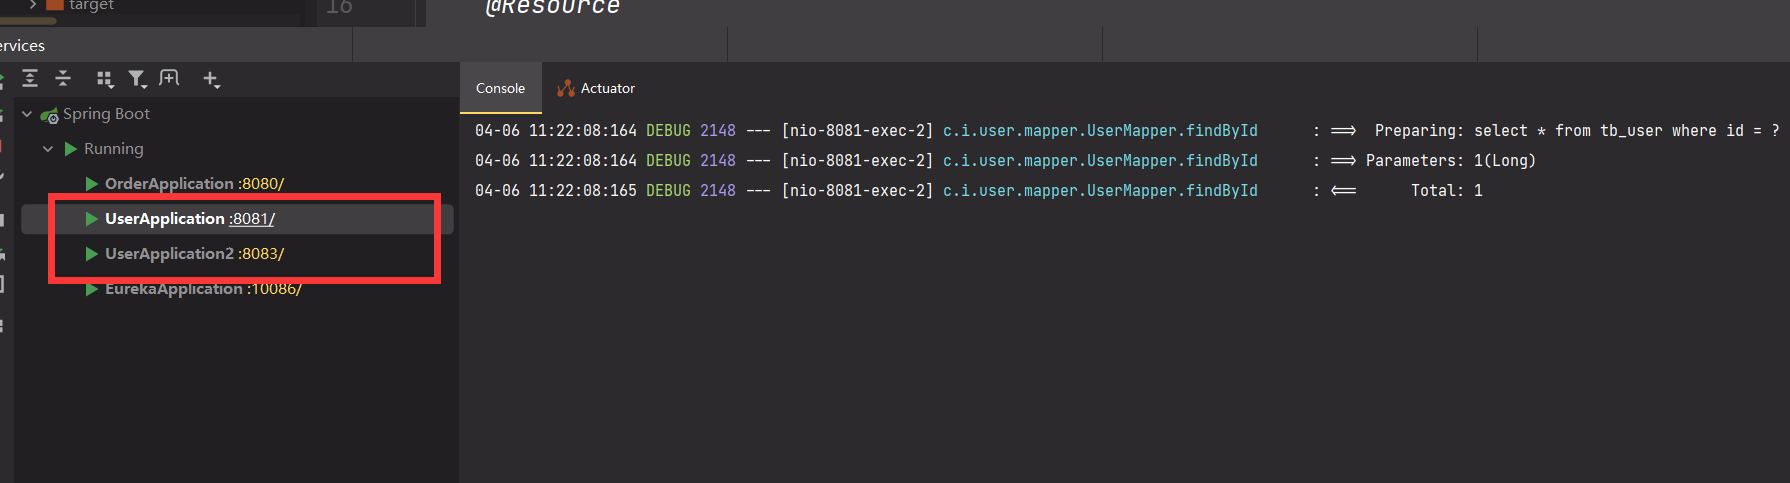 target
16
@Resource
ervices
Console
Actuator
Spring Boot
Running
OrderApplication :8080/
UserApplication :8081/
UserApplication2 :8083/
EurekaApplication :10086/
04-06 11:22:08:164 DEBUG 2148 --- [nio-8081-exec-2] c.i.user.mapper.UserMapper.findById : ==> Preparing: select * from tb_user where id = ?
04-06 11:22:08:164 DEBUG 2148 --- [nio-8081-exec-2] c.i.user.mapper.UserMapper.findById : ==> Parameters: 1(Long)
04-06 11:22:08:165 DEBUG 2148 --- [nio-8081-exec-2] c.i.user.mapper.UserMapper.findById : <== Total: 1